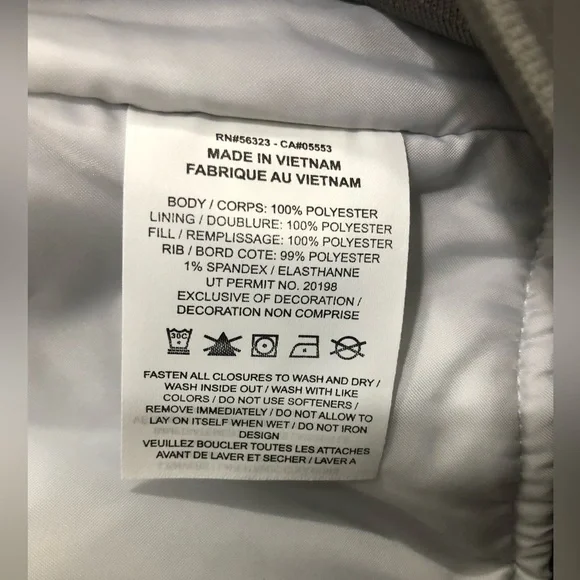 RN#56323 - CA#05553
MADE IN VIETNAM
FABRIQUE AU VIETNAM
BODY / CORPS: 100% POLYESTER
LINING / DOUBLURE: 100% POLYESTER
FILL / REMPLISSAGE: 100% POLYESTER
RIB / BORD COTE: 99% POLYESTER
1% SPANDEX / ELASTHANNE
UT PERMIT NO. 20198
EXCLUSIVE OF DECORATION /
DECORATION NON COMPRISE
30C
FASTEN ALL CLOSURES TO WASH AND DRY /
WASH INSIDE OUT / WASH WITH LIKE
COLORS / DO NOT USE SOFTENERS /
REMOVE IMMEDIATELY / DO NOT ALLOW TO
LAY ON ITSELF WHEN WET / DO NOT IRON
DESIGN
VEUILLEZ BOUCLER TOUTES LES ATTACHES
AVANT DE LAVER ET SECHER / LAVER A